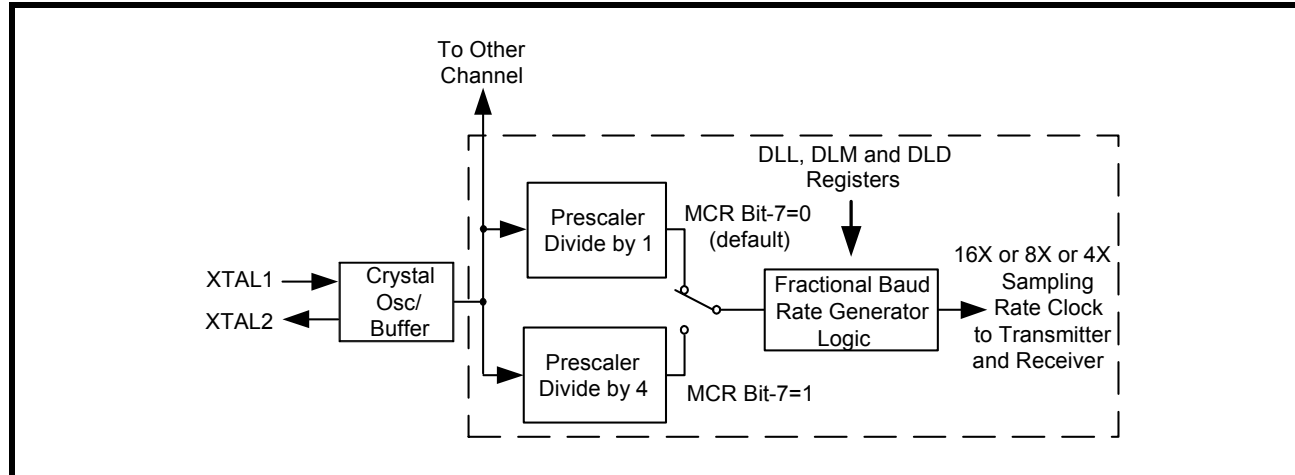 To Other
Channel
DLL, DLM and DLD
Registers
Prescaler
Divide by 1
MCR Bit-7=0
(default)
16X or 8X or 4X
Sampling
Rate Clock
to Transmitter
and Receiver
XTAL1
XTAL2
Crystal
Osc/
Buffer
Fractional Baud
Rate Generator
Logic
Prescaler
Divide by 4
MCR Bit-7=1